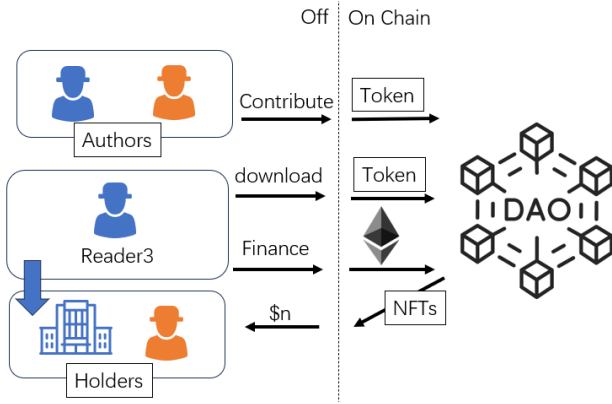 Off On Chain
Contribute Token
Authors
download Token
DAO
Reader3 Finance
$n NFTs
Holders